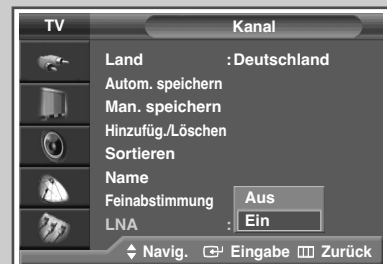 TV Kanal
Land : Deutschland
Autom. speichern
Man. speichern
Hinzufüg./Löschen
Sortieren
Name
Feinabstimmung Aus
LNA : Ein
Navig. Eingabe Zurück